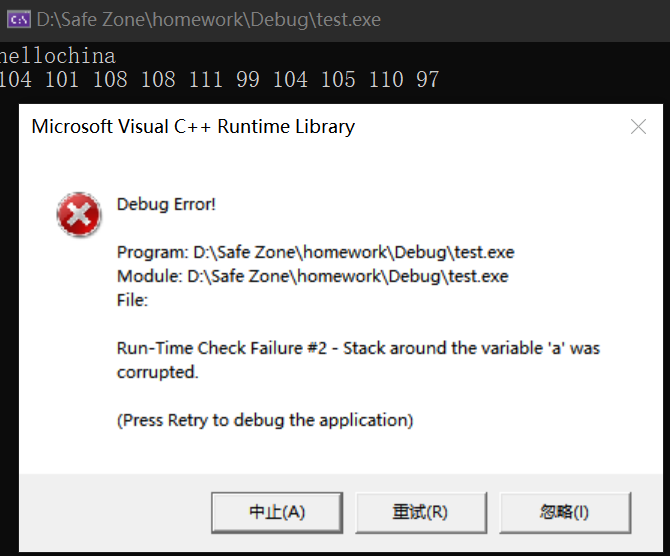 D:\Safe Zone\homework\Debug\test.exe
hellochina
104 101 108 108 111 99 104 105 110 97
Microsoft Visual C++ Runtime Library
Debug Error!
Program: D:\Safe Zone\homework\Debug\test.exe
Module: D:\Safe Zone\homework\Debug\test.exe
File:
Run-Time Check Failure #2 - Stack around the variable 'a' was
corrupted.
(Press Retry to debug the application)
中止(A) 重试(R) 忽略(I)